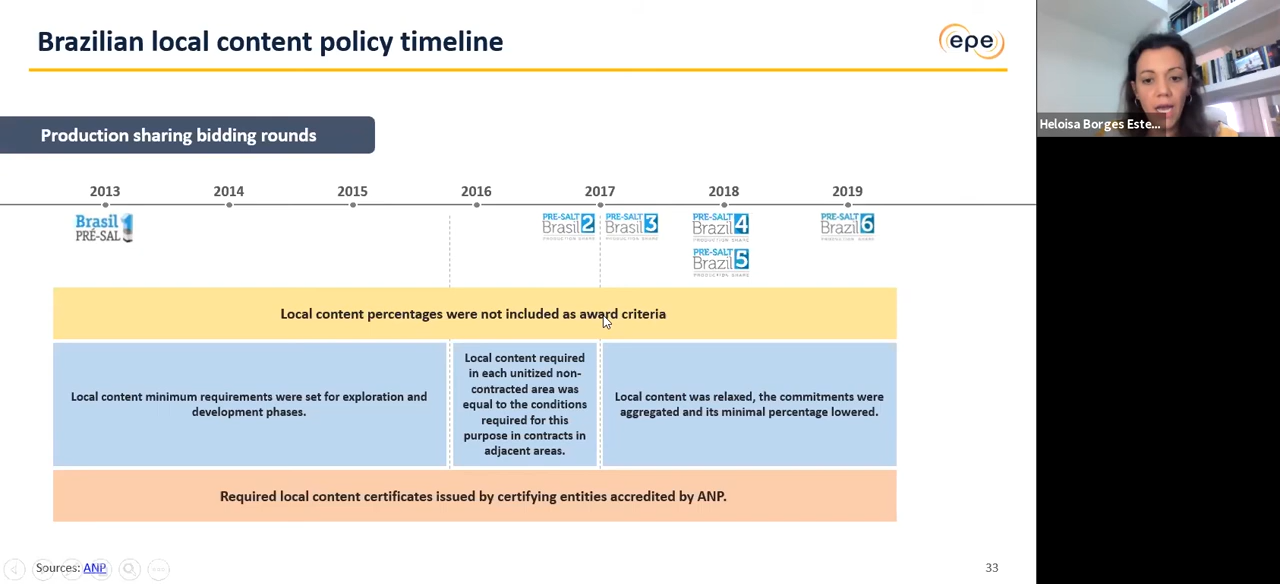 Brazilian local content policy timeline
epe
Heloisa Borges Este...
Production sharing bidding rounds
2013 2014 2015 2016 2017 2018 2019
Brasil 1
PRÉ-SAL
PRE-SALT
Brasil 2
PRODUCTION SHARE
PRE-SALT
Brasil 3
PRODUCTION SHARE
PRE-SALT
Brazil 4
PRODUCTION SHARE
PRE-SALT
Brazil 5
PRODUCTION SHARE
PRE-SALT
Brazil 6
PRODUCTION SHARE
Local content percentages were not included as award criteria
Local content minimum requirements were set for exploration and
development phases.
Local content required
in each unitized non-
contracted area was
equal to the conditions
required for this
purpose in contracts in
adjacent areas.
Local content was relaxed, the commitments were
aggregated and its minimal percentage lowered.
Required local content certificates issued by certifying entities accredited by ANP.
Sources: ANP
33